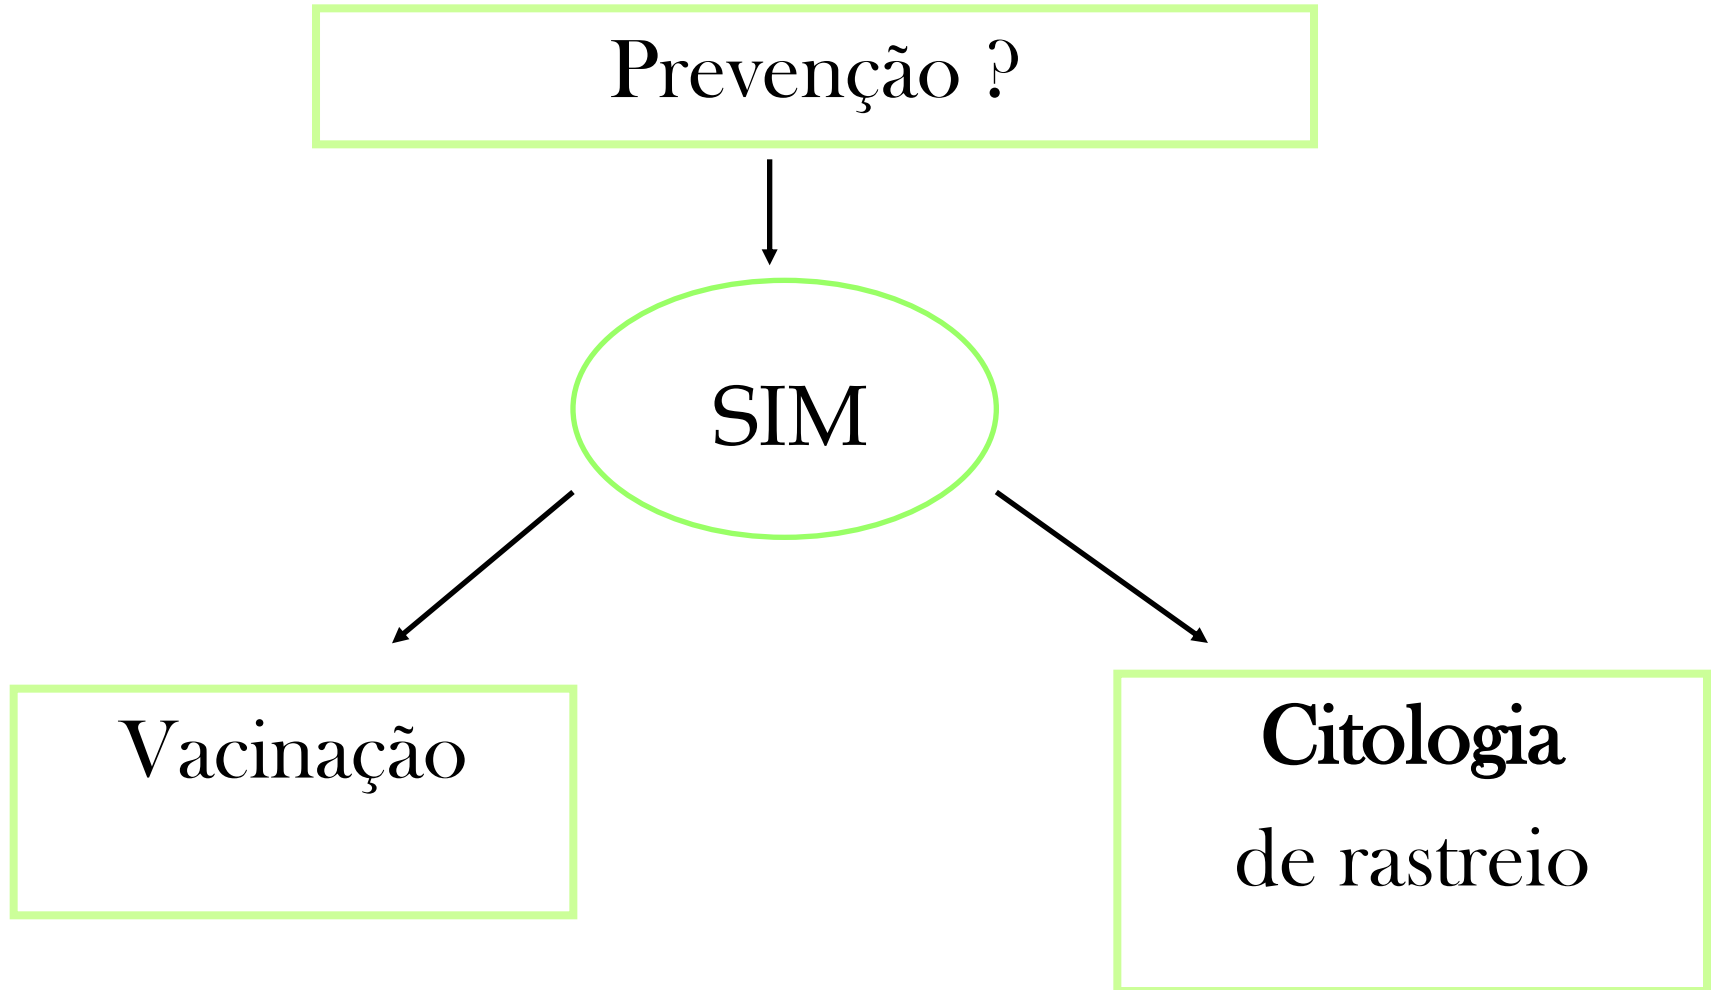 Prevenção ?
SIM
Vacinação
Citologia
de rastreio